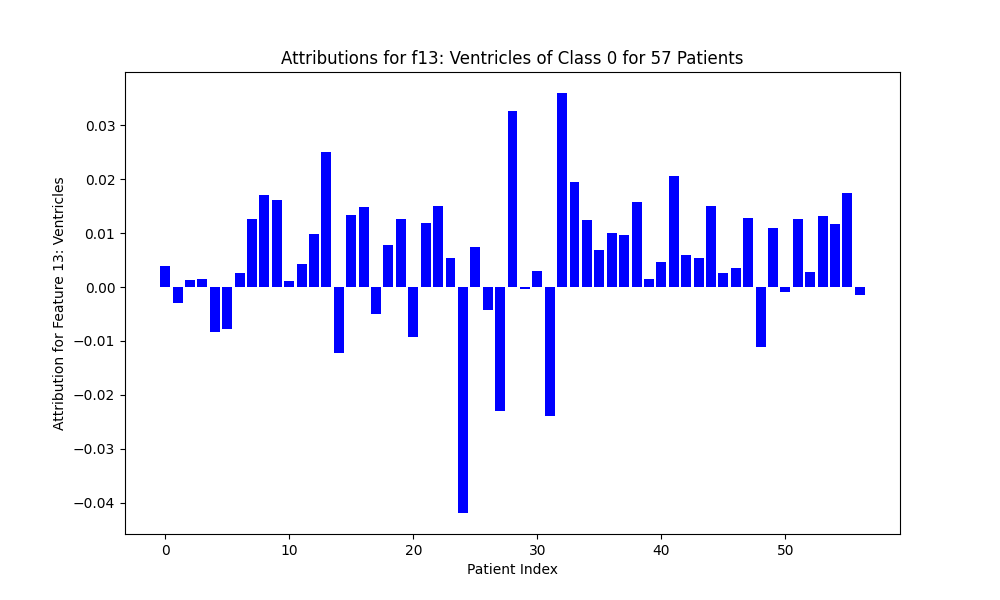 Attributions for f13: Ventricles of Class 0 for 57 Patients
Attribution for Feature 13: Ventricles
0.03
0.02
0.01
0.00
−0.01
−0.02
−0.03
−0.04
0 10 20 30 40 50
Patient Index